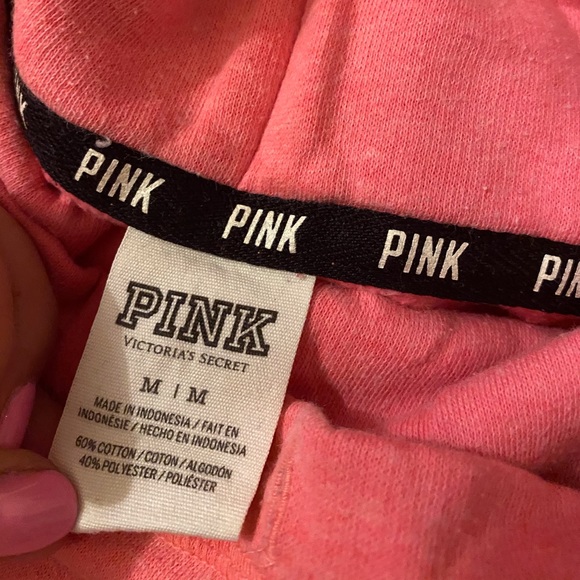 PINK PINK PINK PIN
PINK
VICTORIA'S SECRET
M | M
MADE IN INDONESIA / FAIT EN
INDONÉSIE / HECHO EN INDONESIA
60% COTTON / COTON / ALGODÓN
40% POLYESTER / POLIÉSTER